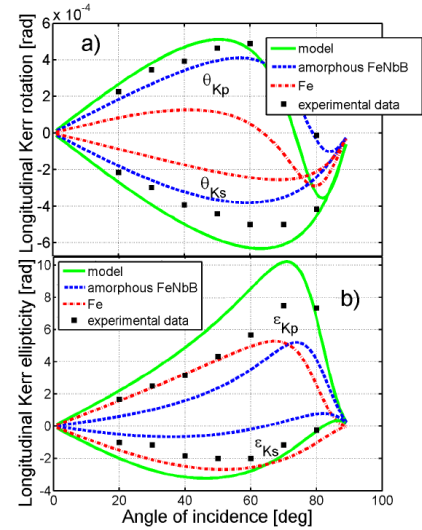 6 x 10-4
a)
model
amorphous FeNbB
Fe
experimental data
4
2
0
-2
-4
-6
Longitudinal Kerr rotation [rad]
θKp
θKs
model
amorphous FeNbB
Fe
experimental data
b)
10
8
6
4
2
0
-2
-4
Longitudinal Kerr ellipticity [rad]
εKp
εKs
0 20 40 60 80 100
Angle of incidence [deg]